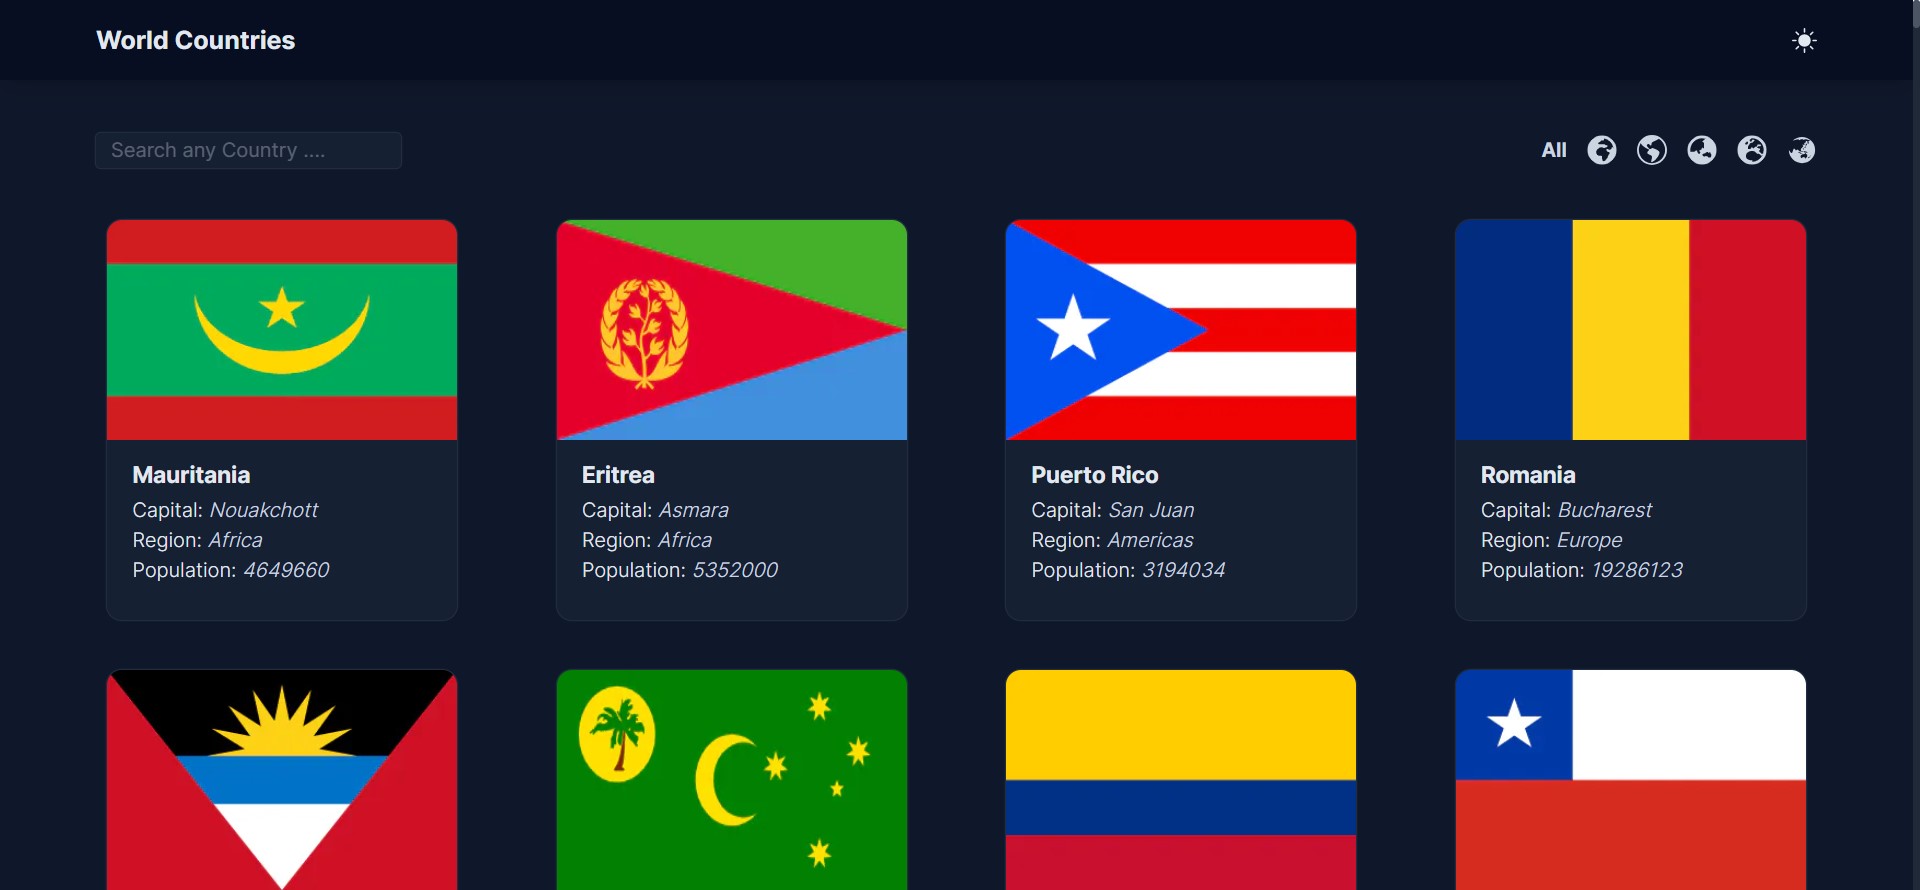 World Countries
Search any Country ....
All
Mauritania
Capital: Nouakchott
Region: Africa
Population: 4649660
Eritrea
Capital: Asmara
Region: Africa
Population: 5352000
Puerto Rico
Capital: San Juan
Region: Americas
Population: 3194034
Romania
Capital: Bucharest
Region: Europe
Population: 19286123